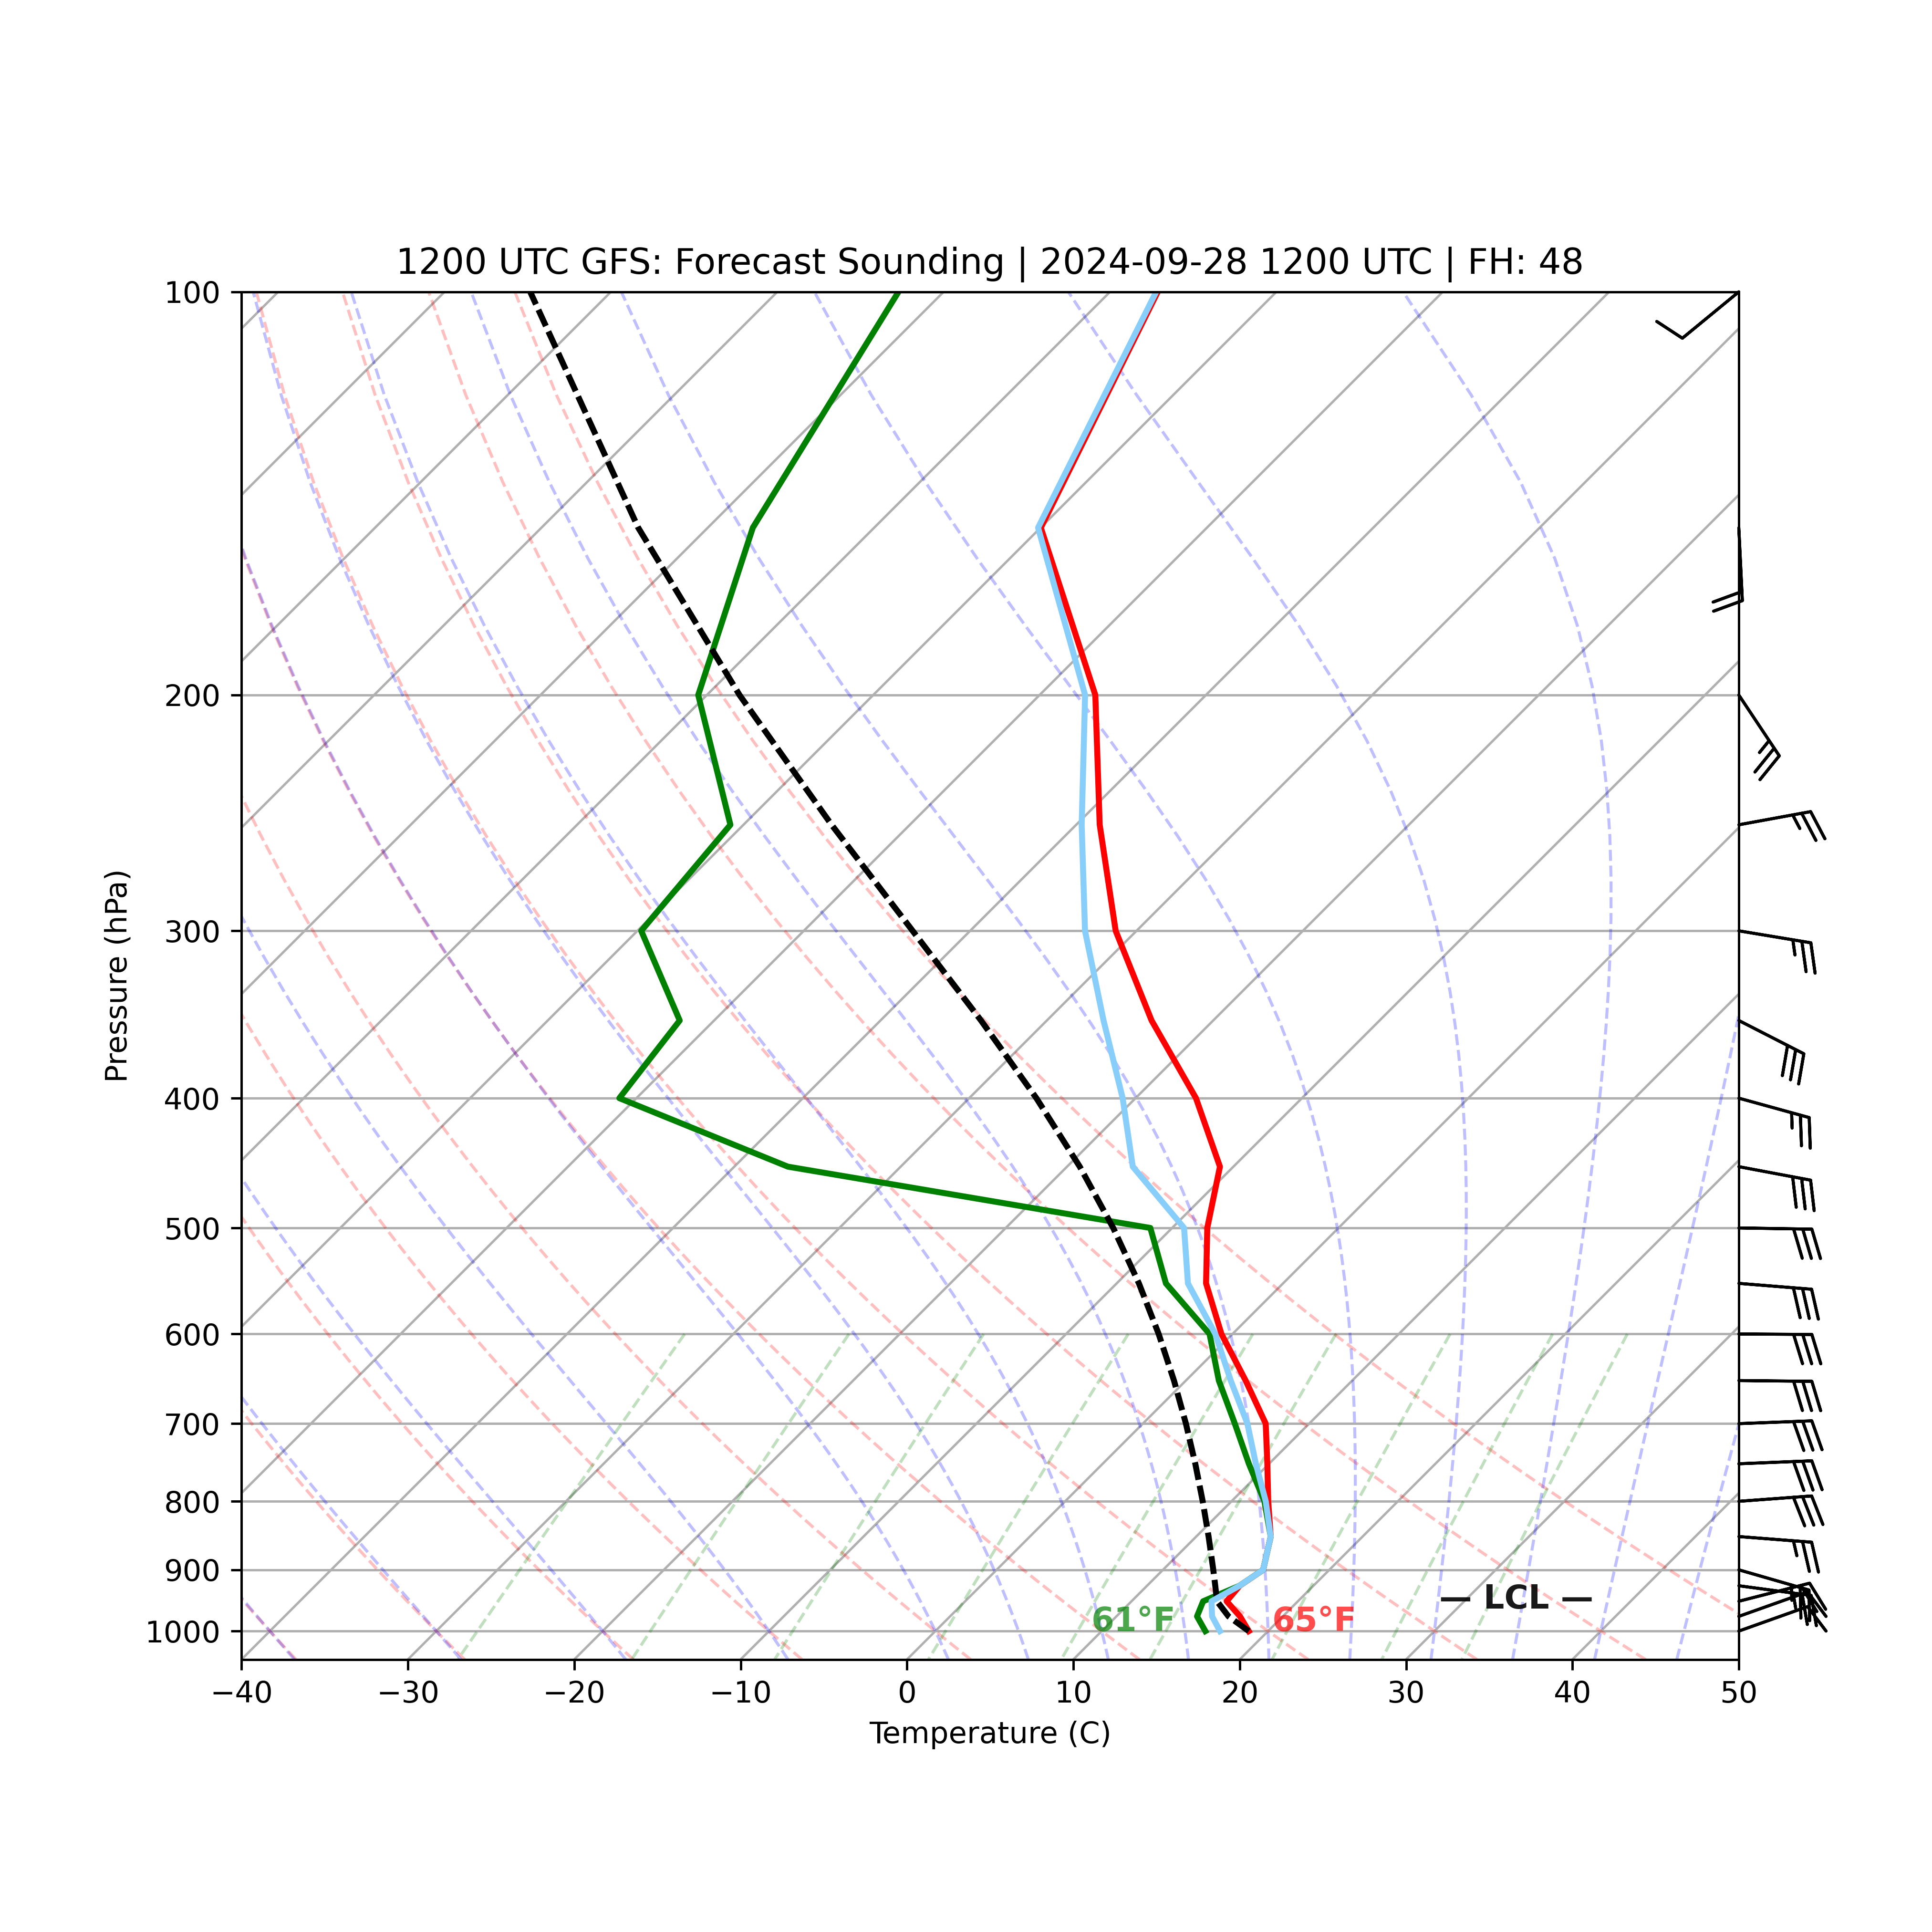 1200 UTC GFS: Forecast Sounding | 2024-09-28 1200 UTC | FH: 48
100
200
300
400
500
600
700
800
900
1000
Pressure (hPa)
61°F
65°F
— LCL —
−40 −30 −20 −10 0 10 20 30 40 50
Temperature (C)